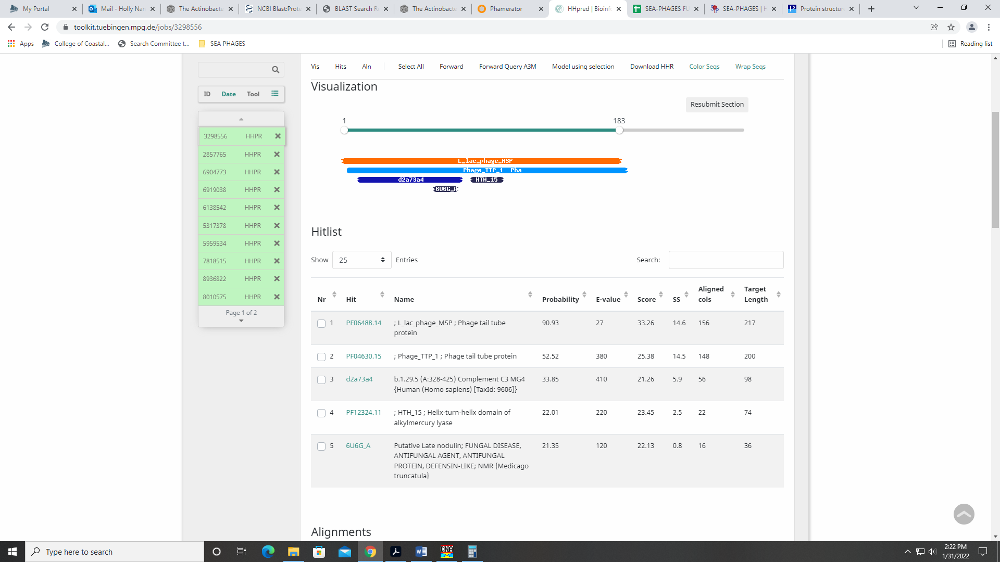 My Portal
Mail - Holly Nan
The Actinobacte
NCBI Blast:Prote
BLAST Search Re
The Actinobacte
Phamerator
HHpred | Bioinf
SEA-PHAGES FU
SEA-PHAGES | H
Protein structur
toolkit.tuebingen.mpg.de/jobs/3298556
Apps
College of Coastal...
Search Committee t...
SEA PHAGES
Reading list
Vis Hits Aln Select All Forward Forward Query A3M Model using selection Download HHR Color Seqs Wrap Seqs
ID Date Tool
3298556 HHPR
2857765 HHPR
6904773 HHPR
6919038 HHPR
6138542 HHPR
5317378 HHPR
5959534 HHPR
7818515 HHPR
8936822 HHPR
8010575 HHPR
Page 1 of 2
Visualization
Resubmit Section
1 183
L_lac_phage_MSP
Phage_TTP_1 Pha
d2a73a4 HTH_15
6U6G_A
Hitlist
Show 25 Entries Search:
Nr Hit Name Probability E-value Score SS Aligned cols Target Length
1 PF06488.14 ; L_lac_phage_MSP ; Phage tail tube 90.93 27 33.26 14.6 156 217
protein
2 PF04630.15 ; Phage_TTP_1 ; Phage tail tube protein 52.52 380 25.38 14.5 148 200
3 d2a73a4 b.1.29.5 (A:328-425) Complement C3 MG4 33.85 410 21.26 5.9 56 98
{Human (Homo sapiens) [TaxId: 9606]}
4 PF12324.11 ; HTH_15 ; Helix-turn-helix domain of 22.01 220 23.45 2.5 22 74
alkylmercury lyase
5 6U6G_A Putative Late nodulin; FUNGAL DISEASE, 21.35 120 22.13 0.8 16 36
ANTIFUNGAL AGENT, ANTIFUNGAL
PROTEIN, DEFENSIN-LIKE; NMR {Medicago
truncatula}
Alignments
Type here to search
DNA
2:22 PM
1/31/2022